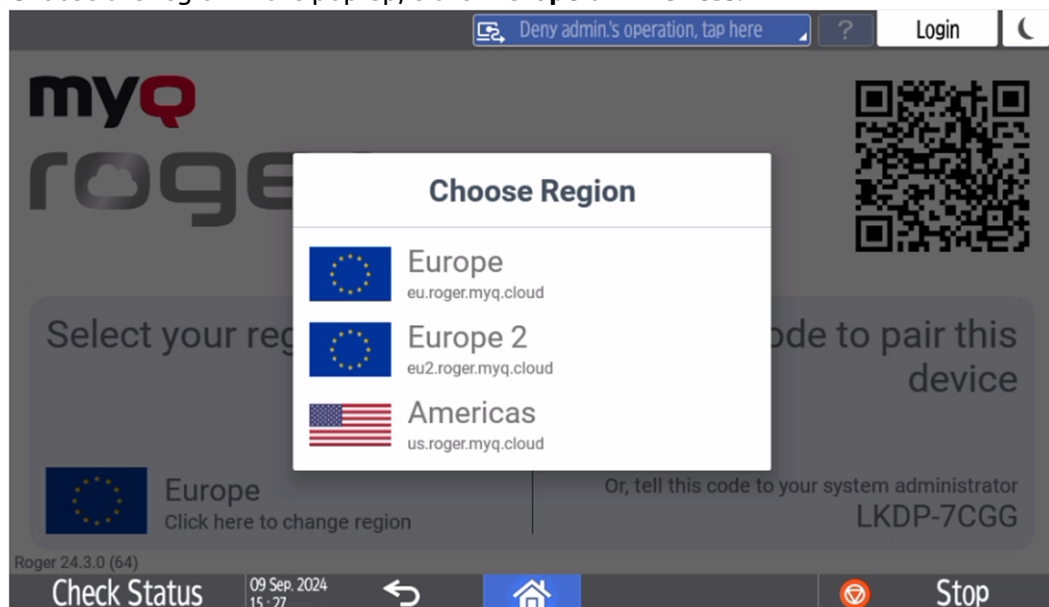 Deny admin.'s operation, tap here
?
Login
myQ
Choose Region
Europe
eu.roger.myq.cloud
Europe 2
eu2.roger.myq.cloud
Americas
us.roger.myq.cloud
Select your
to pair this
device
Europe
Click here to change region
Or, tell this code to your system administrator
LKDP-7CGG
Roger 24.3.0 (64)
Check Status
09 Sep. 2024
15:27
Stop